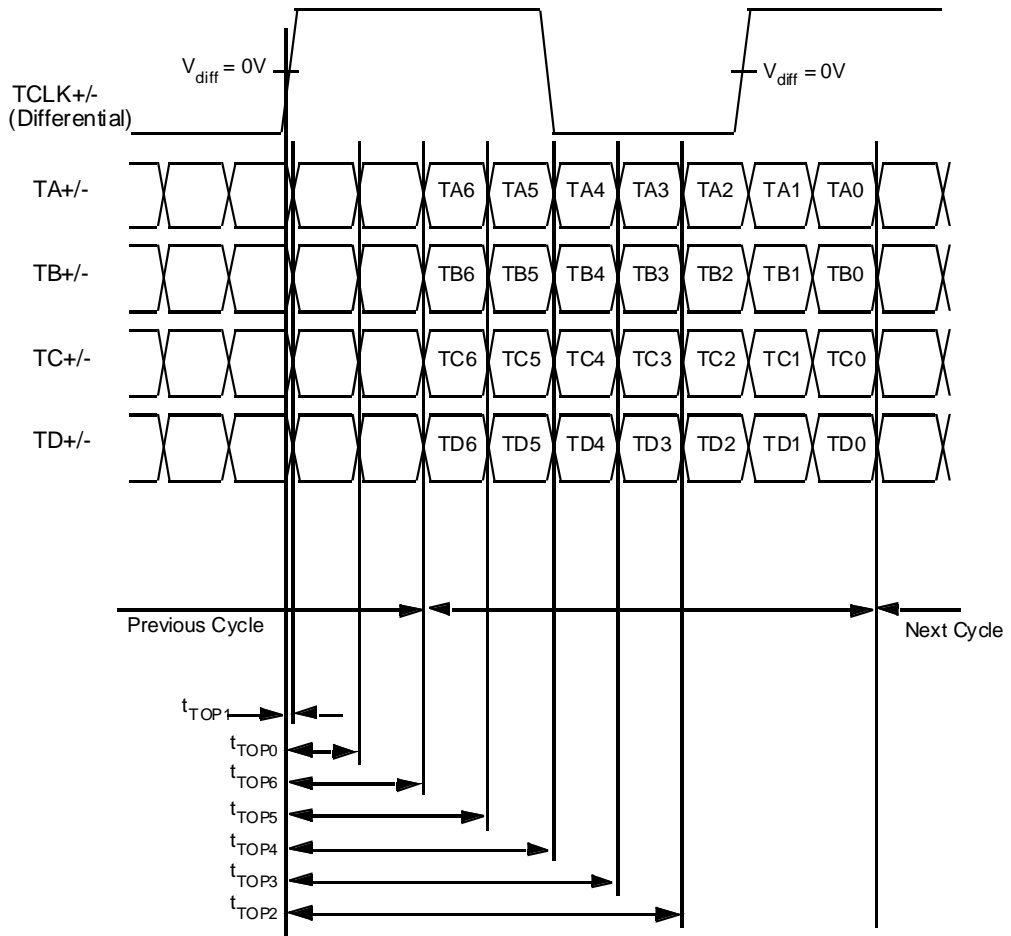 V_diff = 0V
V_diff = 0V
TCLK+/-
(Differential)
TA+/- TA6 TA5 TA4 TA3 TA2 TA1 TA0
TB+/- TB6 TB5 TB4 TB3 TB2 TB1 TB0
TC+/- TC6 TC5 TC4 TC3 TC2 TC1 TC0
TD+/- TD6 TD5 TD4 TD3 TD2 TD1 TD0
Previous Cycle
Next Cycle
t_TOP1
t_TOP0
t_TOP6
t_TOP5
t_TOP4
t_TOP3
t_TOP2